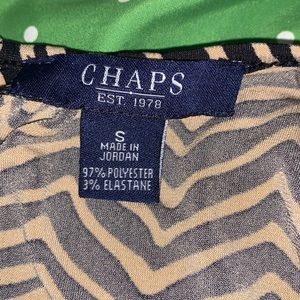 CHAPS
EST. 1978
S
MADE IN
JORDAN
97% POLYESTER
3% ELASTANE